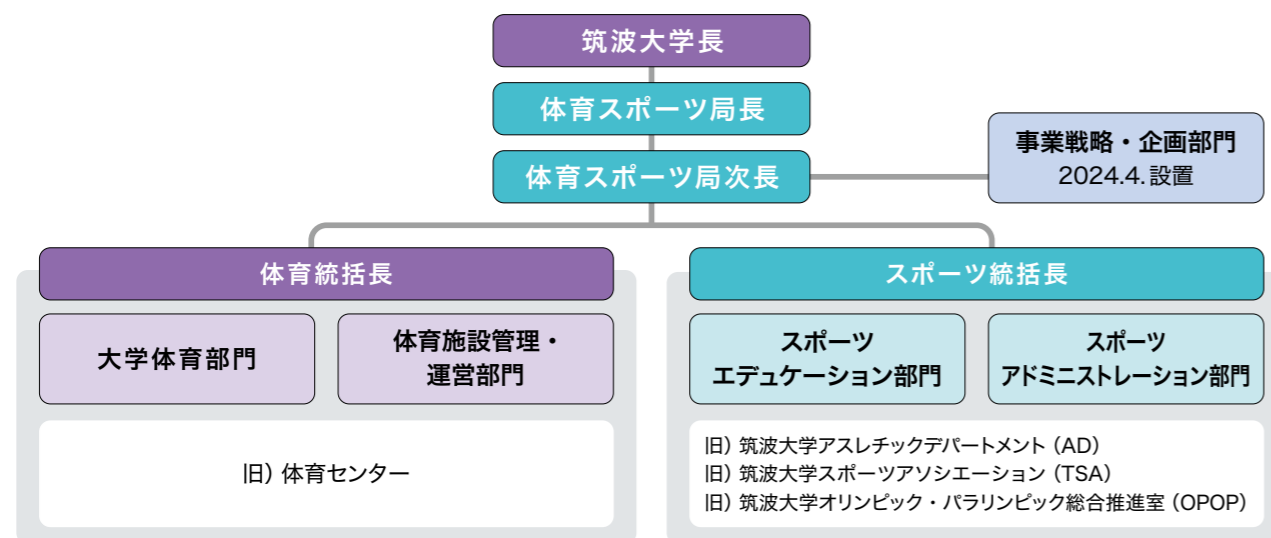 筑波大学長
体育スポーツ局長
体育スポーツ局次長
事業戦略・企画部門
2024.4.設置
体育統括長
大学体育部門
体育施設管理・
運営部門
旧）体育センター
スポーツ統括長
スポーツ
エデュケーション部門
スポーツ
アドミニストレーション部門
旧）筑波大学アスレチックデパートメント（AD）
旧）筑波大学スポーツアソシエーション（TSA）
旧）筑波大学オリンピック・パラリンピック総合推進室（OPOP）